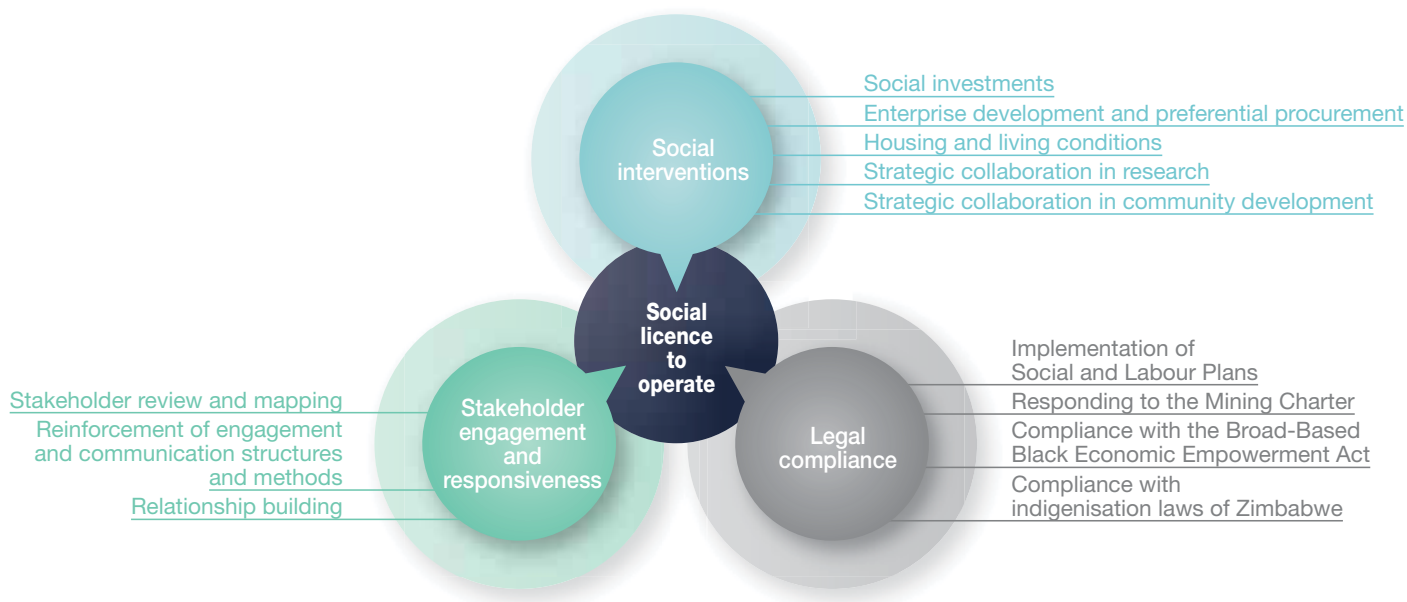 Social
interventions
Social investments
Enterprise development and preferential procurement
Housing and living conditions
Strategic collaboration in research
Strategic collaboration in community development
Social
licence
to
operate
Stakeholder review and mapping
Reinforcement of engagement
and communication structures
and methods
Relationship building
Stakeholder
engagement
and
responsiveness
Legal
compliance
Implementation of
Social and Labour Plans
Responding to the Mining Charter
Compliance with the Broad-Based
Black Economic Empowerment Act
Compliance with
indigenisation laws of Zimbabwe